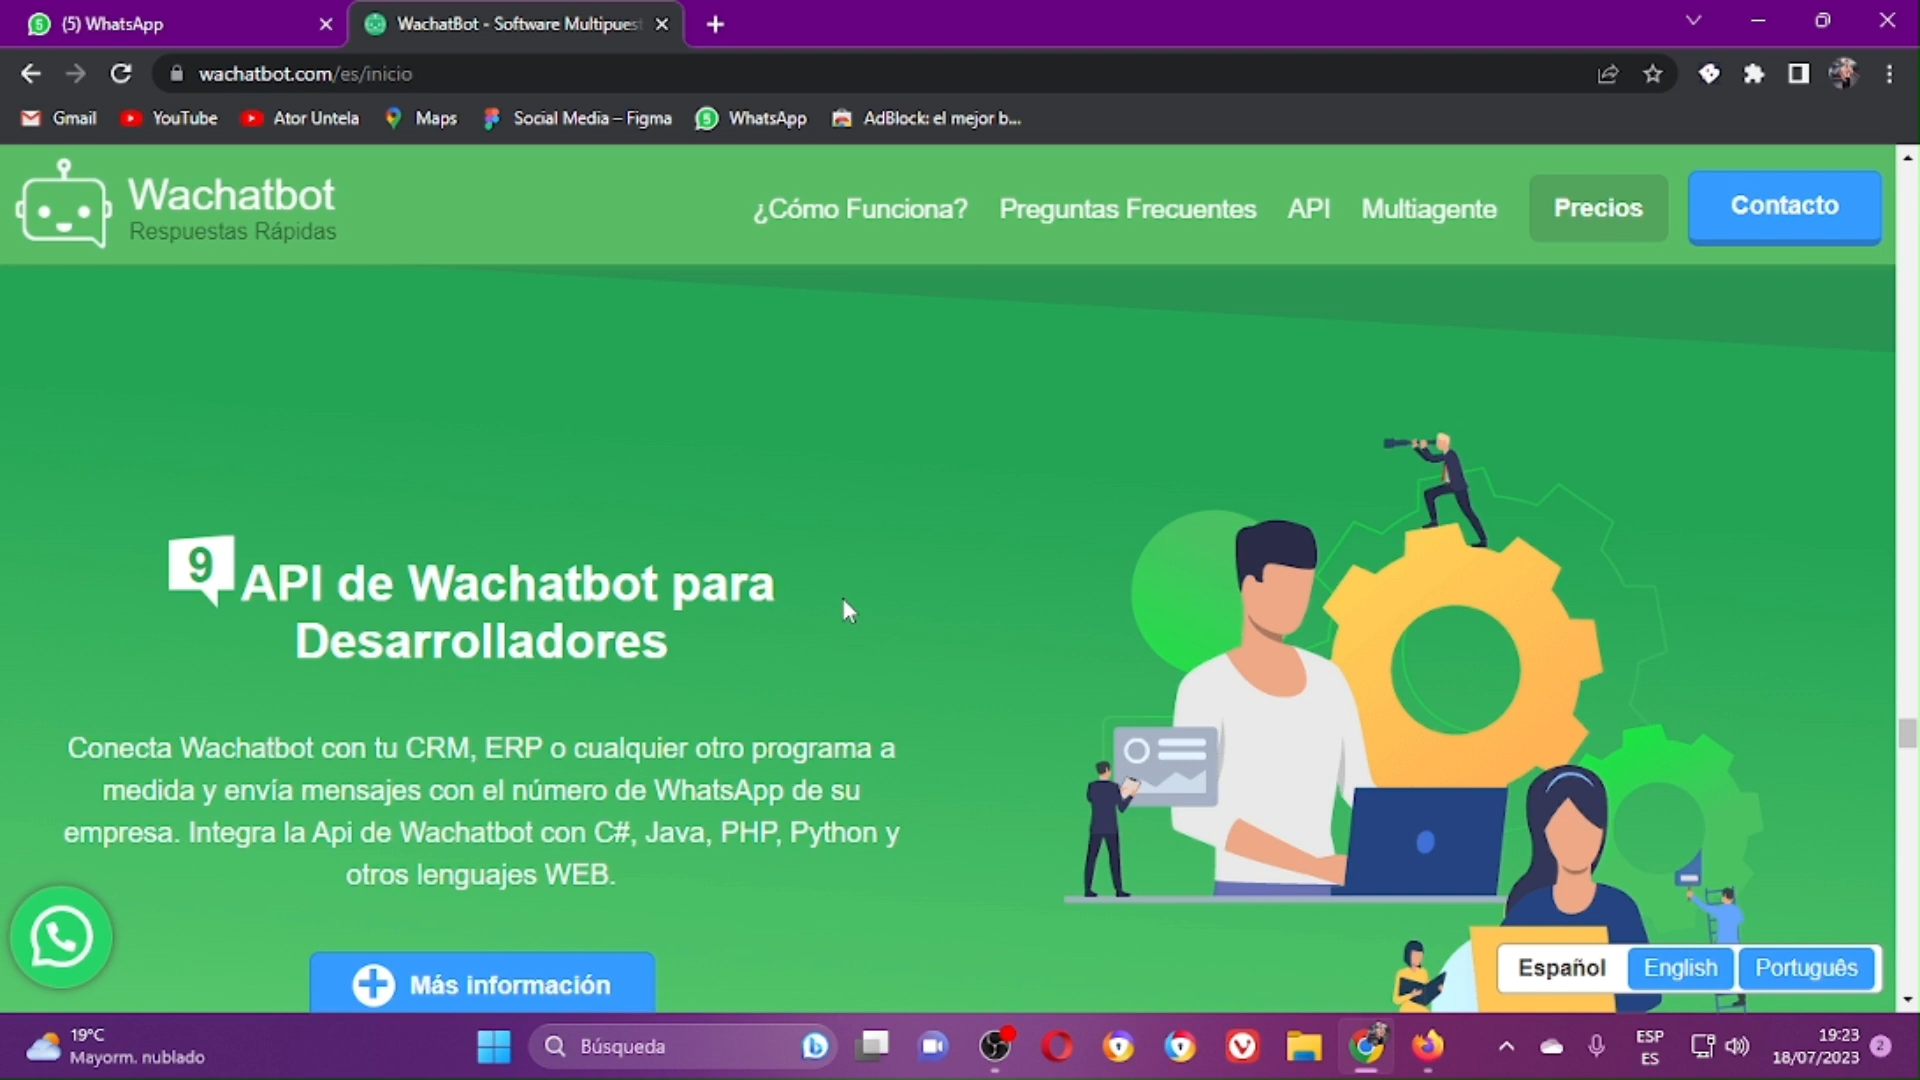 (5) WhatsApp
WachatBot - Software Multipues
wachatbot.com/es/inicio
Gmail
YouTube
Ator Untela
Maps
Social Media – Figma
WhatsApp
AdBlock: el mejor b...
Wachatbot
Respuestas Rápidas
¿Cómo Funciona?
Preguntas Frecuentes
API
Multiagente
Precios
Contacto
9
API de Wachatbot para
Desarrolladores
Conecta Wachatbot con tu CRM, ERP o cualquier otro programa a
medida y envía mensajes con el número de WhatsApp de su
empresa. Integra la Api de Wachatbot con C#, Java, PHP, Python y
otros lenguajes WEB.
Más información
Español
English
Português
19°C
Mayorm. nublado
Búsqueda
ESP
ES
19:23
18/07/2023
2